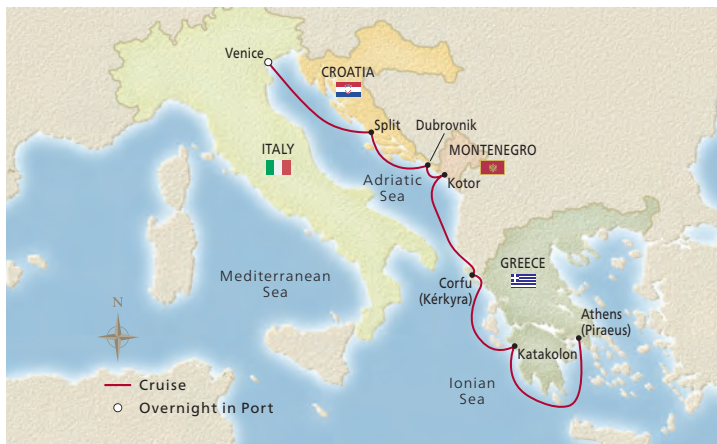 Venice
CROATIA
Split
Dubrovnik
ITALY
MONTENEGRO
Adriatic
Sea
Kotor
GREECE
Mediterranean
Sea
Corfu
(Kérkyra)
N
Athens
(Piraeus)
Katakolon
Ionian
Sea
Cruise
Overnight in Port